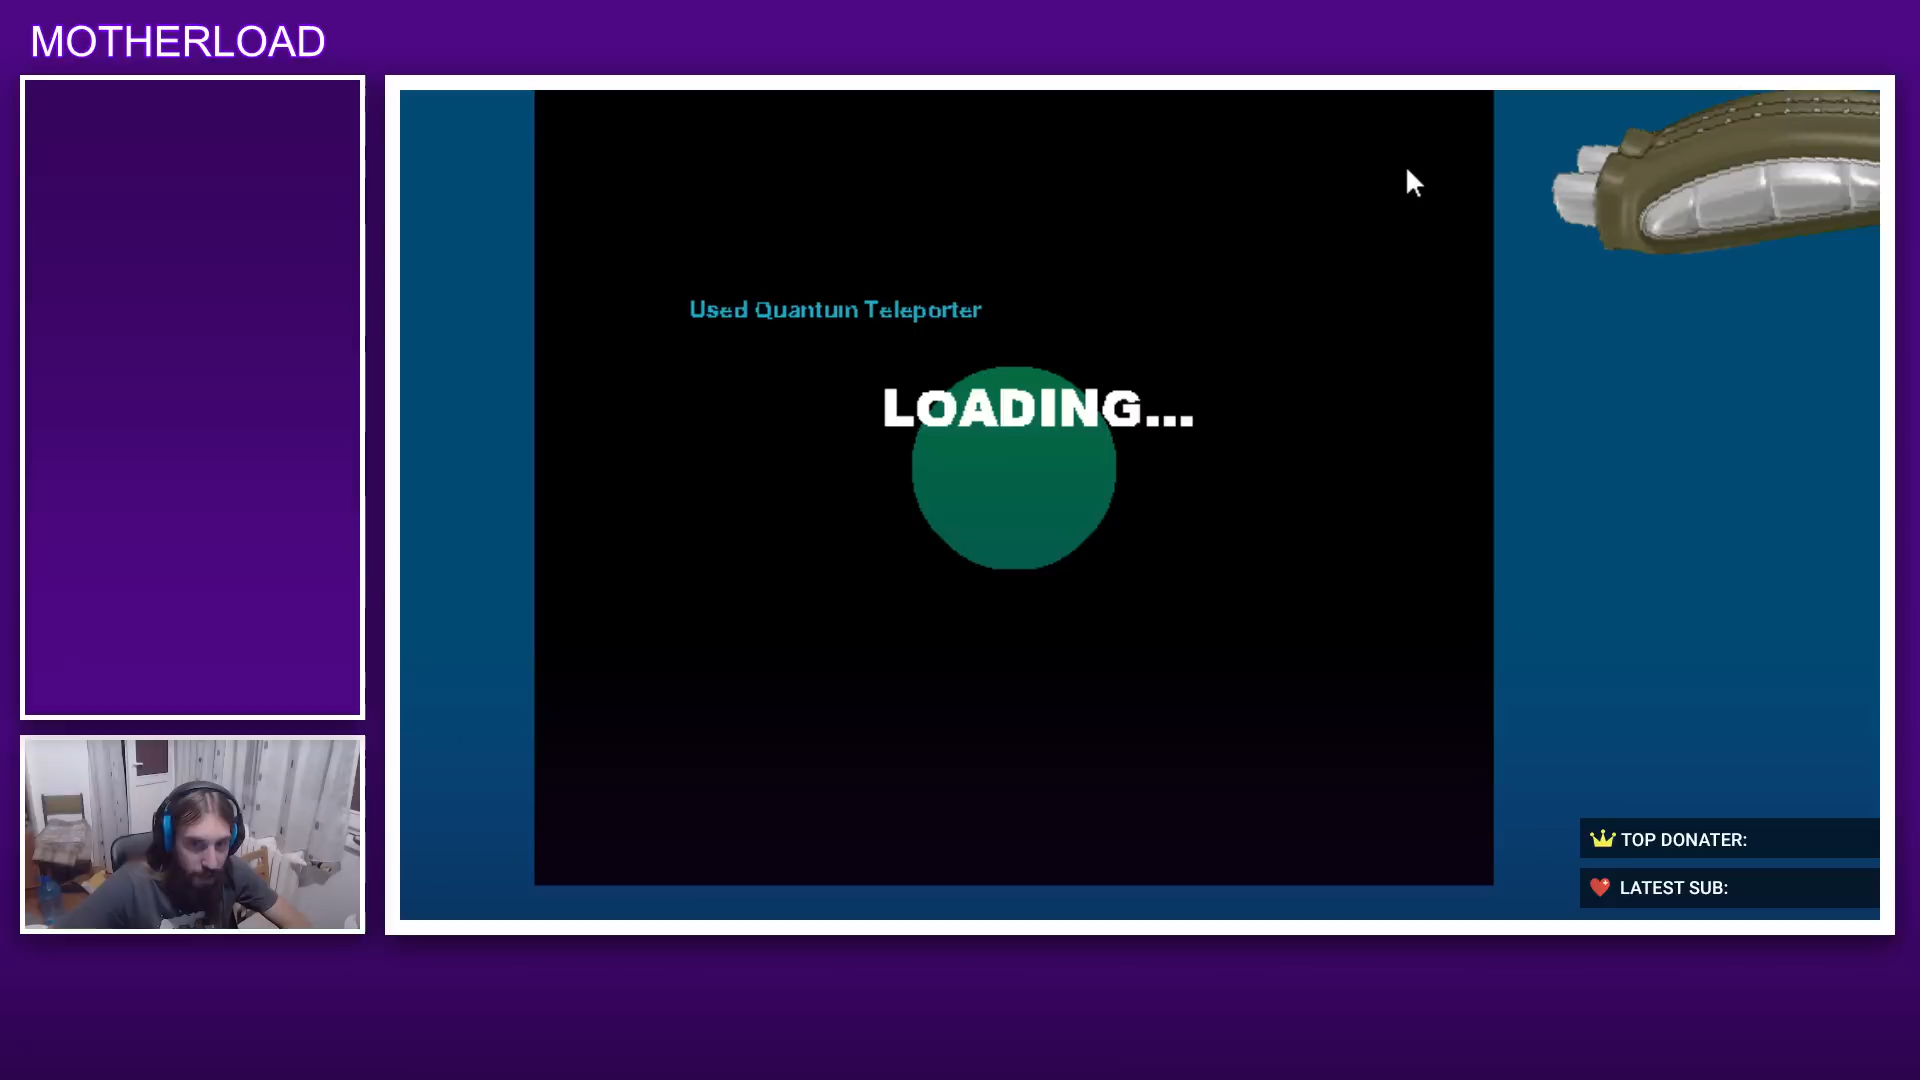 MOTHERLOAD
Used Quantum Teleporter
LOADING...
TOP DONATER:
LATEST SUB: